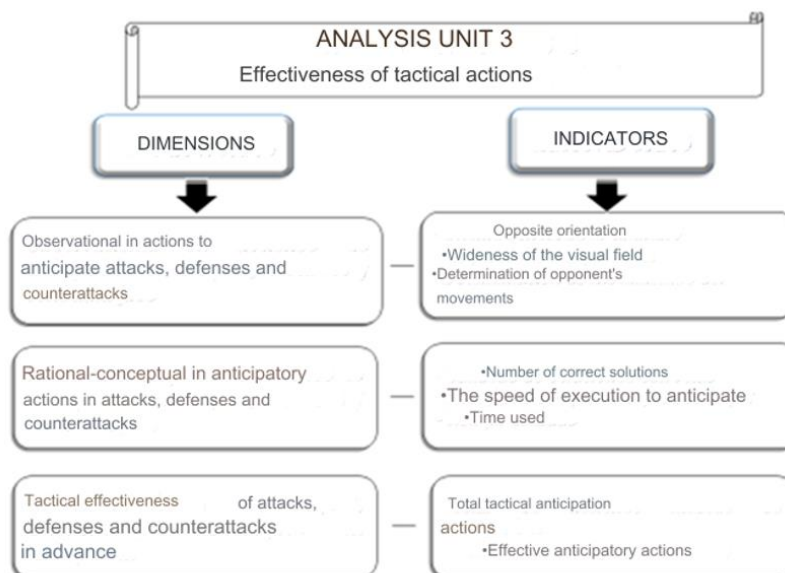 ANALYSIS UNIT 3
Effectiveness of tactical actions
DIMENSIONS
INDICATORS
Observational in actions to
anticipate attacks, defenses and
counterattacks
Opposite orientation
•Wideness of the visual field
•Determination of opponent's
movements
Rational-conceptual in anticipatory
actions in attacks, defenses and
counterattacks
•Number of correct solutions
•The speed of execution to anticipate
•Time used
Tactical effectiveness of attacks,
defenses and counterattacks
in advance
Total tactical anticipation
actions
•Effective anticipatory actions